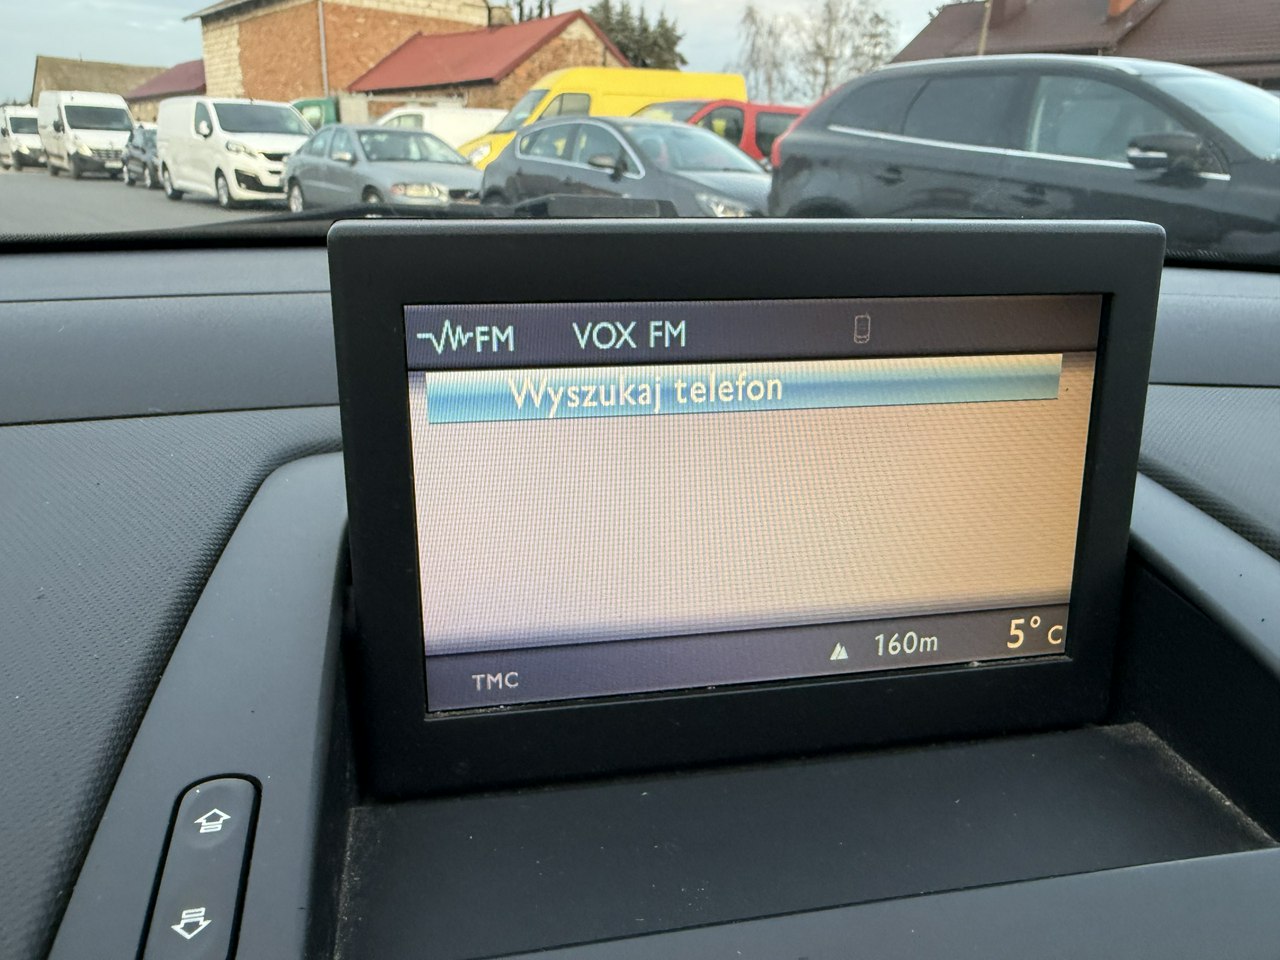 FM VOX FM
Wyszukaj telefon
TMC 160m 5°C